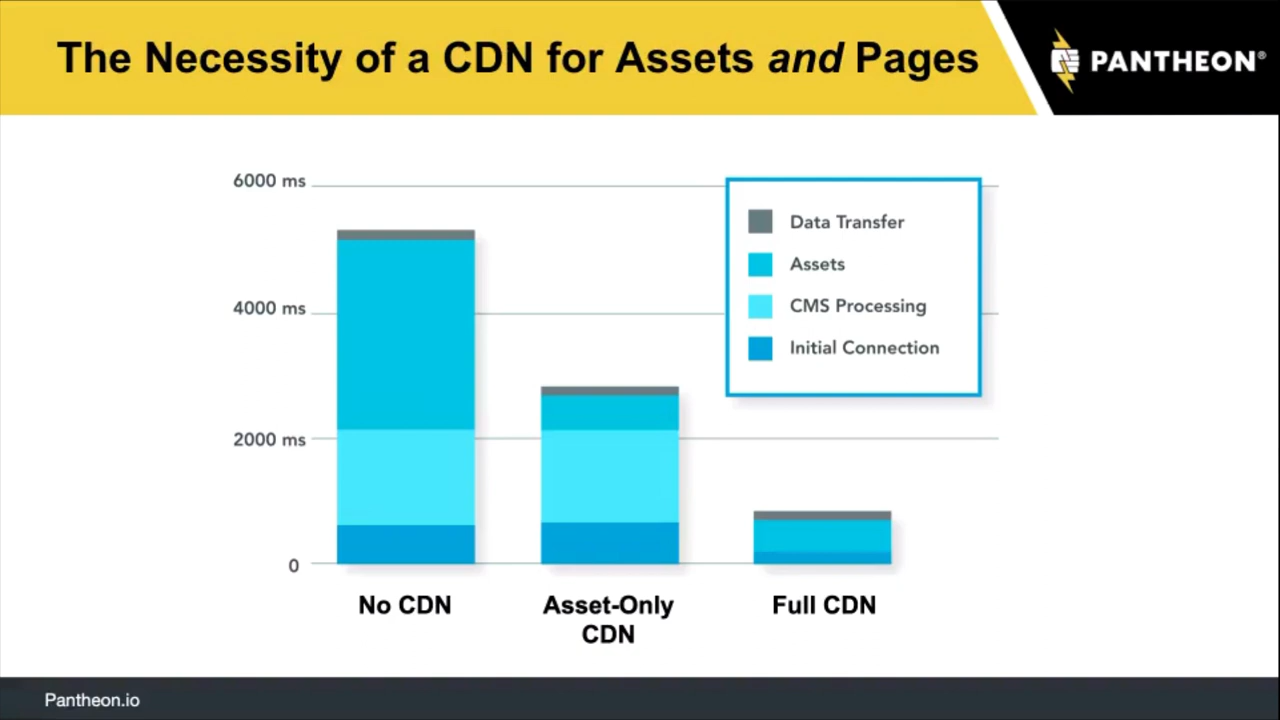 The Necessity of a CDN for Assets and Pages
PANTHEON®
6000 ms
4000 ms
2000 ms
0
Data Transfer
Assets
CMS Processing
Initial Connection
No CDN
Asset-Only
CDN
Full CDN
Pantheon.io